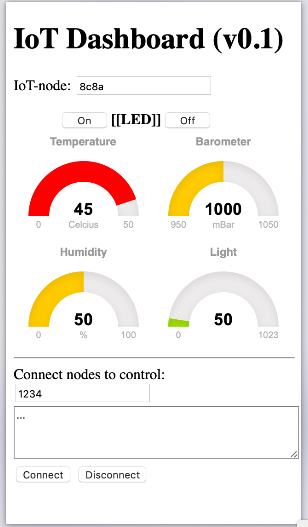 IoT Dashboard (v0.1)
IoT-node: 8c8a
On [[LED]] Off
Temperature Barometer
45 1000
0 Celcius 50 950 mBar 1050
Humidity Light
50 50
0 % 100 0 1023
Connect nodes to control:
1234
...
Connect Disconnect